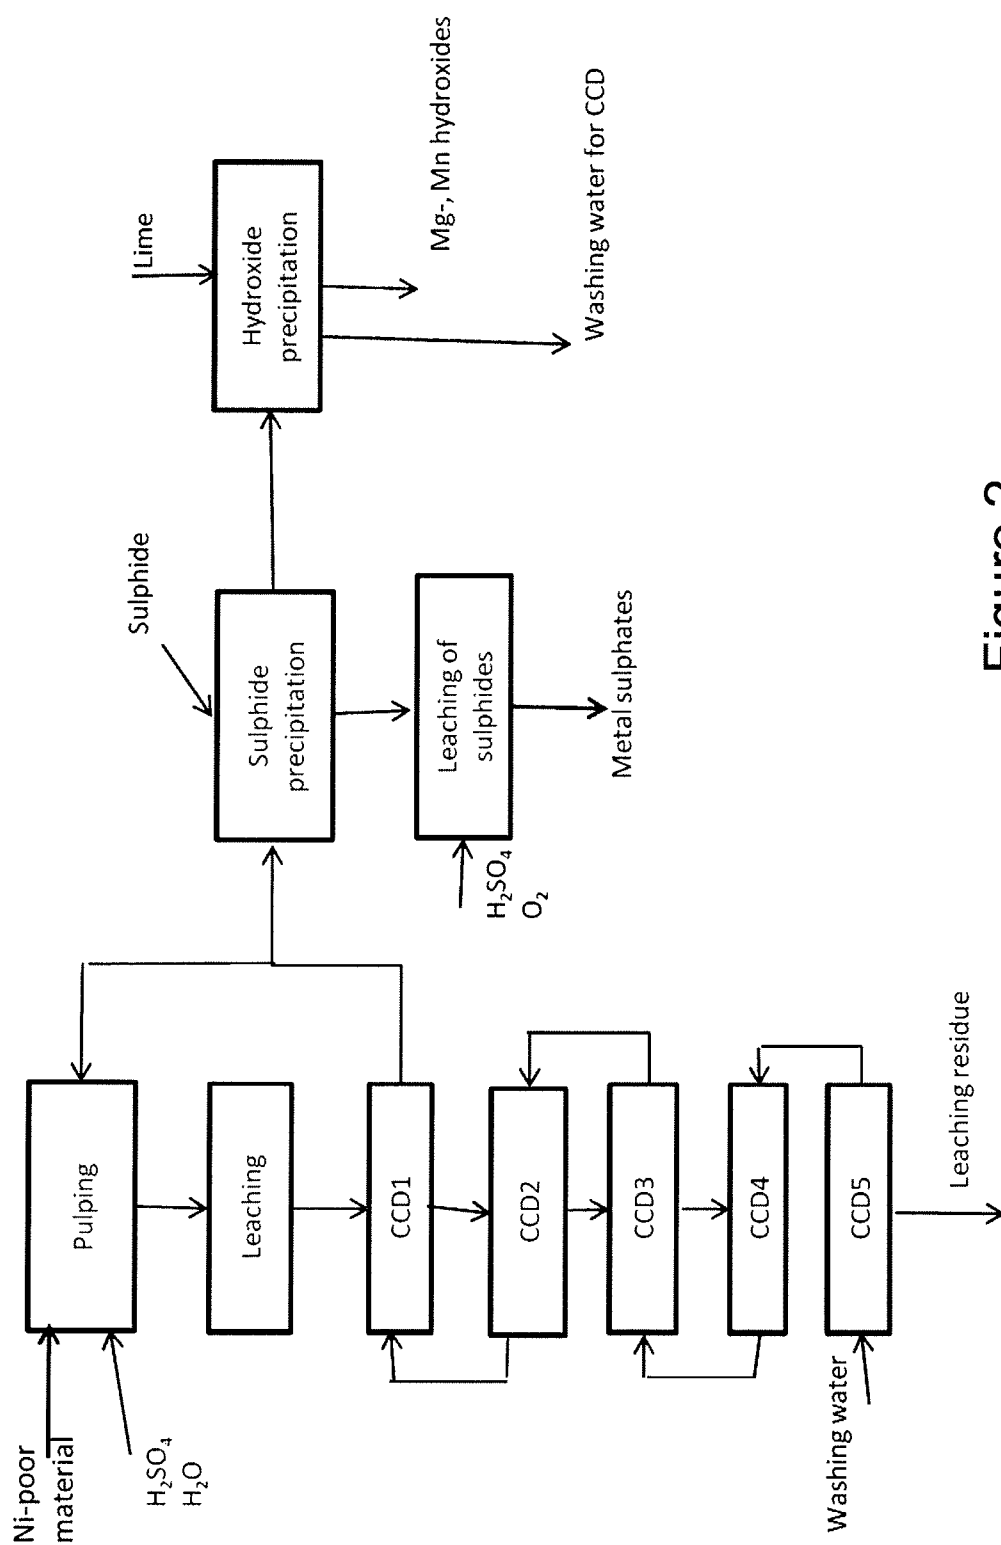 Ni-poor
material
H₂SO₄
H₂O
Pulping
Leaching
CCD1
CCD2
CCD3
CCD4
CCD5
Washing water
Leaching residue
Sulphide
Sulphide
precipitation
H₂SO₄
O₂
Leaching of
sulphides
Metal sulphates
Lime
Hydroxide
precipitation
Mg-, Mn hydroxides
Washing water for CCD
Figure 2